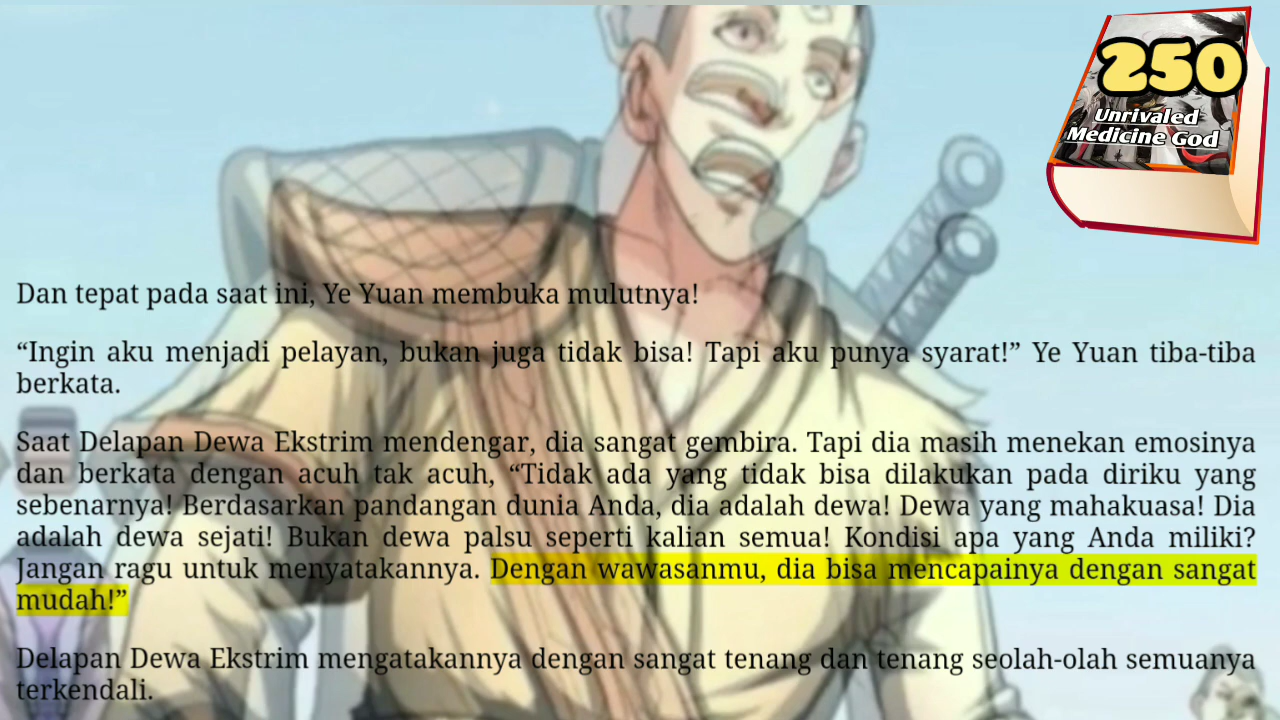 250
Unrivaled
Medicine God
Dan tepat pada saat ini, Ye Yuan membuka mulutnya!
“Ingin aku menjadi pelayan, bukan juga tidak bisa! Tapi aku punya syarat!” Ye Yuan tiba-tiba
berkata.
Saat Delapan Dewa Ekstrim mendengar, dia sangat gembira. Tapi dia masih menekan emosinya
dan berkata dengan acuh tak acuh, “Tidak ada yang tidak bisa dilakukan pada diriku yang
sebenarnya! Berdasarkan pandangan dunia Anda, dia adalah dewa! Dewa yang mahakuasa! Dia
adalah dewa sejati! Bukan dewa palsu seperti kalian semua! Kondisi apa yang Anda miliki?
Jangan ragu untuk menyatakannya. Dengan wawasanmu, dia bisa mencapainya dengan sangat
mudah!”
Delapan Dewa Ekstrim mengatakannya dengan sangat tenang dan tenang seolah-olah semuanya
terkendali.